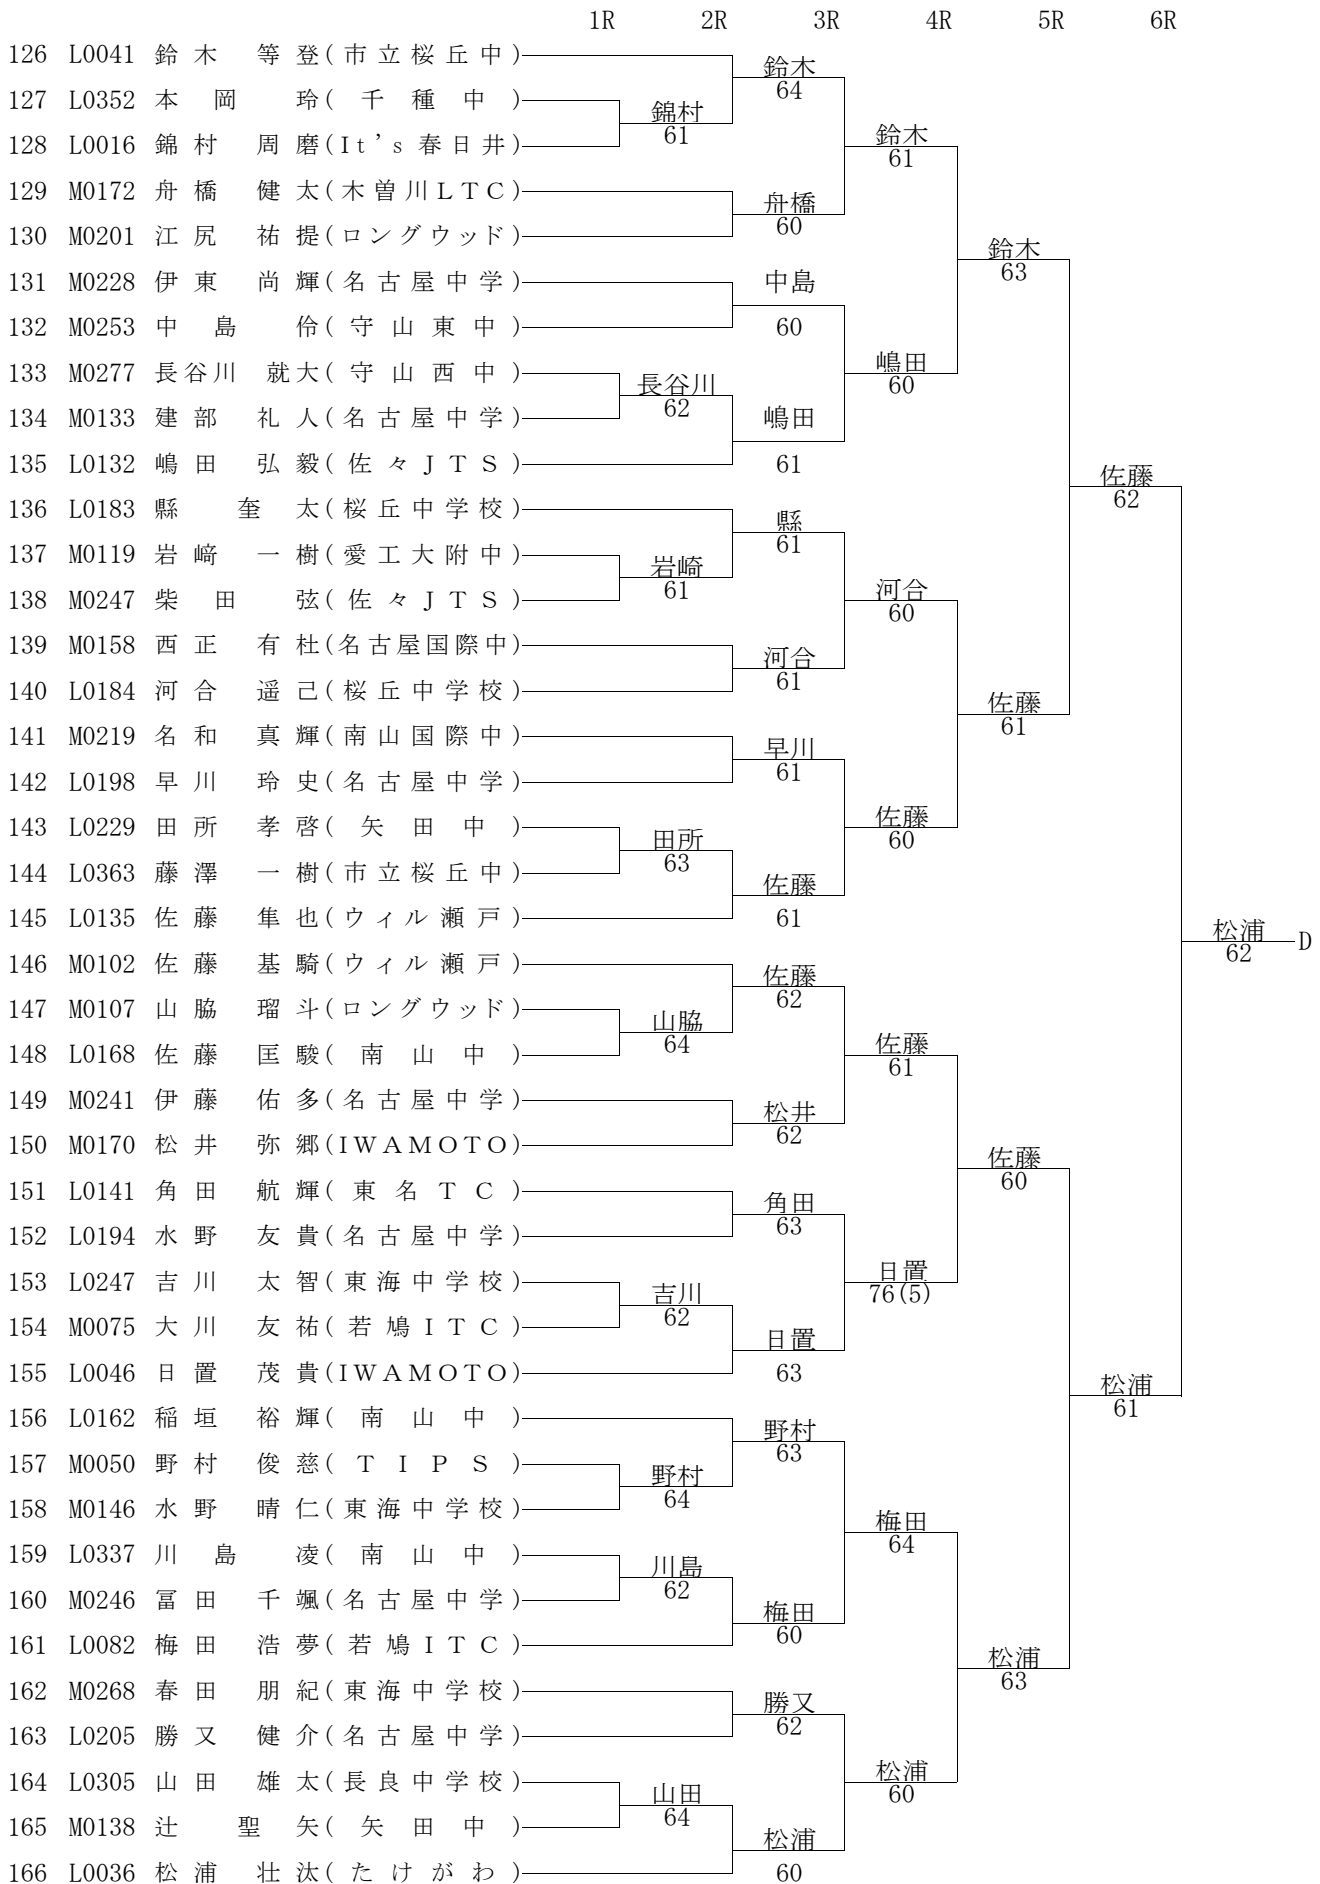 1R 2R 3R 4R 5R 6R
126 L0041 鈴木 等登(市立桜丘中)
鈴木
64
127 L0352 本岡 玲(千種中)
錦村
61
鈴木
61
128 L0016 錦村 周磨(It's春日井)
129 M0172 舟橋 健太(木曽川LTC)
舟橋
60
130 M0201 江尻 祐提(ロングウッド)
鈴木
63
131 M0228 伊東 尚輝(名古屋中学)
中島
60
132 M0253 中島 伶(守山東中)
133 M0277 長谷川 就大(守山西中)
長谷川
62
嶋田
60
134 M0133 建部 礼人(名古屋中学)
嶋田
61
135 L0132 嶋田 弘毅(佐々JTS)
佐藤
62
136 L0183 縣 奎太(桜丘中学校)
縣
61
137 M0119 岩﨑 一樹(愛工大附中)
岩崎
61
138 M0247 柴田 弦(佐々JTS)
河合
60
139 M0158 西正 有杜(名古屋国際中)
河合
61
140 L0184 河合 遥己(桜丘中学校)
佐藤
61
141 M0219 名和 真輝(南山国際中)
早川
61
142 L0198 早川 玲史(名古屋中学)
143 L0229 田所 孝啓(矢田中)
田所
63
佐藤
60
144 L0363 藤澤 一樹(市立桜丘中)
佐藤
61
145 L0135 佐藤 隼也(ウィル瀬戸)
松浦
62
D
146 M0102 佐藤 基騎(ウィル瀬戸)
佐藤
62
147 M0107 山脇 瑠斗(ロングウッド)
山脇
64
148 L0168 佐藤 匡駿(南山中)
佐藤
61
149 M0241 伊藤 佑多(名古屋中学)
松井
62
150 M0170 松井 弥郷(IWAMOTO)
佐藤
60
151 L0141 角田 航輝(東名TC)
角田
63
152 L0194 水野 友貴(名古屋中学)
153 L0247 吉川 太智(東海中学校)
吉川
62
日置
76(5)
154 M0075 大川 友祐(若鳩ITC)
日置
63
155 L0046 日置 茂貴(IWAMOTO)
松浦
61
156 L0162 稲垣 裕輝(南山中)
野村
63
157 M0050 野村 俊慈(TIPS)
野村
64
158 M0146 水野 晴仁(東海中学校)
梅田
64
159 L0337 川島 凌(南山中)
川島
62
160 M0246 冨田 千颯(名古屋中学)
梅田
60
161 L0082 梅田 浩夢(若鳩ITC)
松浦
63
162 M0268 春田 朋紀(東海中学校)
勝又
62
163 L0205 勝又 健介(名古屋中学)
164 L0305 山田 雄太(長良中学校)
山田
64
松浦
60
165 M0138 辻 聖矢(矢田中)
松浦
60
166 L0036 松浦 壮汰(たけがわ)